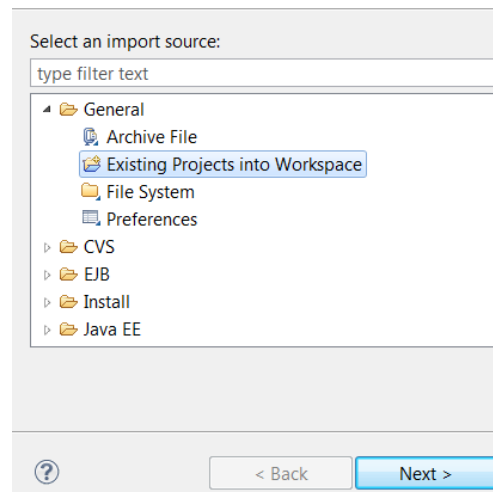 Select an import source:
type filter text
General
Archive File
Existing Projects into Workspace
File System
Preferences
CVS
EJB
Install
Java EE
?
< Back
Next >